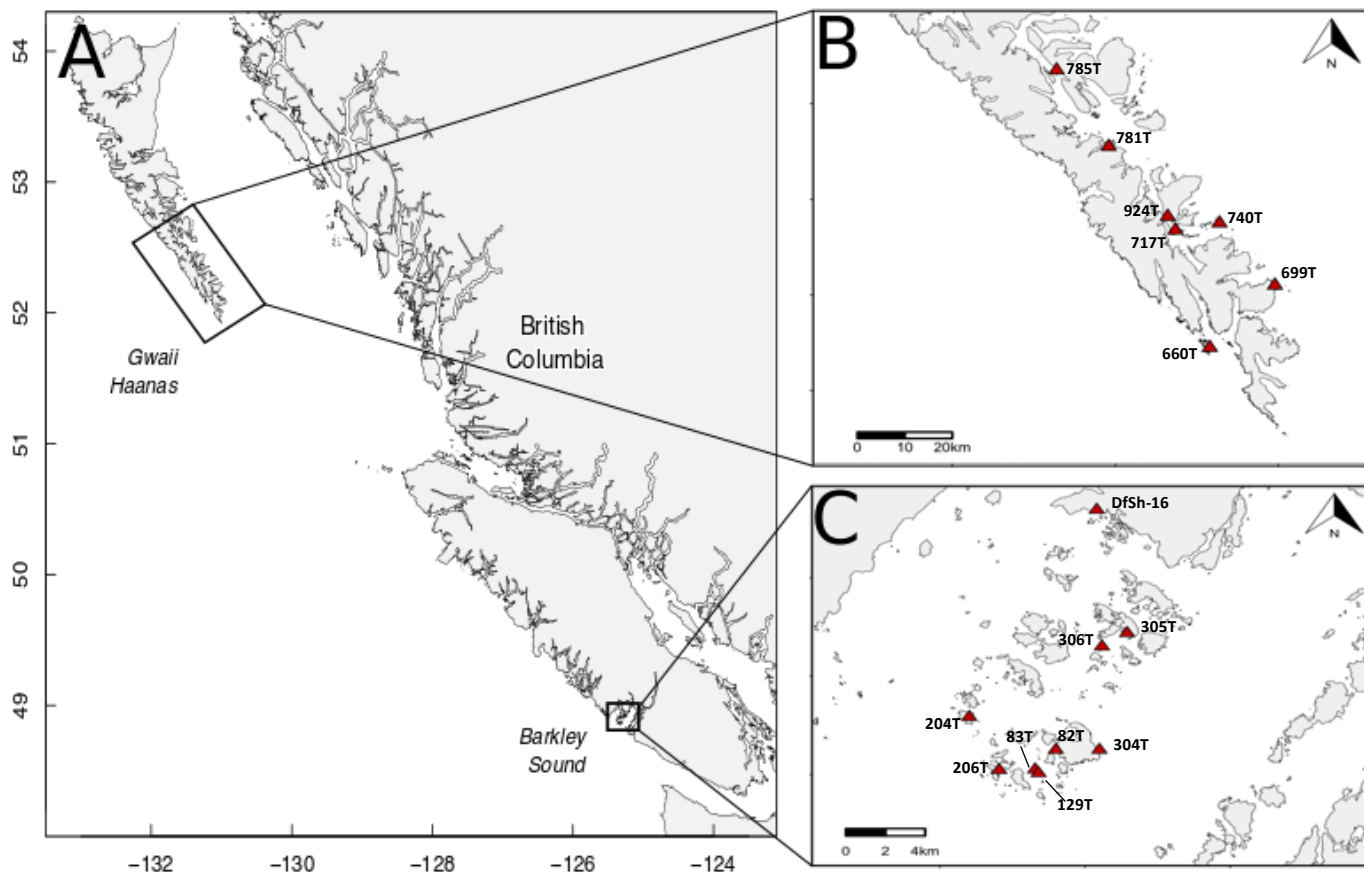 A
54
53
52
51
50
49
−132
−130
−128
−126
−124
Gwaii
Haanas
British
Columbia
Barkley
Sound
B
N
785T
781T
924T
740T
717T
699T
660T
0 10 20km
C
N
DfSh-16
305T
306T
204T
83T
82T
304T
206T
129T
0 2 4km